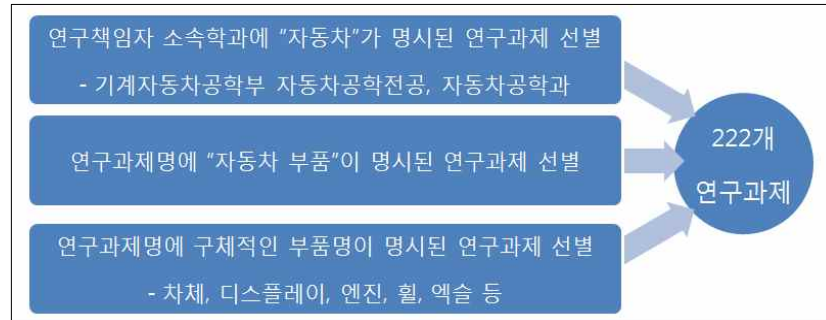 연구책임자 소속학과에 “자동차”가 명시된 연구과제 선별
- 기계자동차공학부 자동차공학전공, 자동차공학과
연구과제명에 “자동차 부품”이 명시된 연구과제 선별
연구과제명에 구체적인 부품명이 명시된 연구과제 선별
- 차체, 디스플레이, 엔진, 휠, 엑슬 등
222개
연구과제